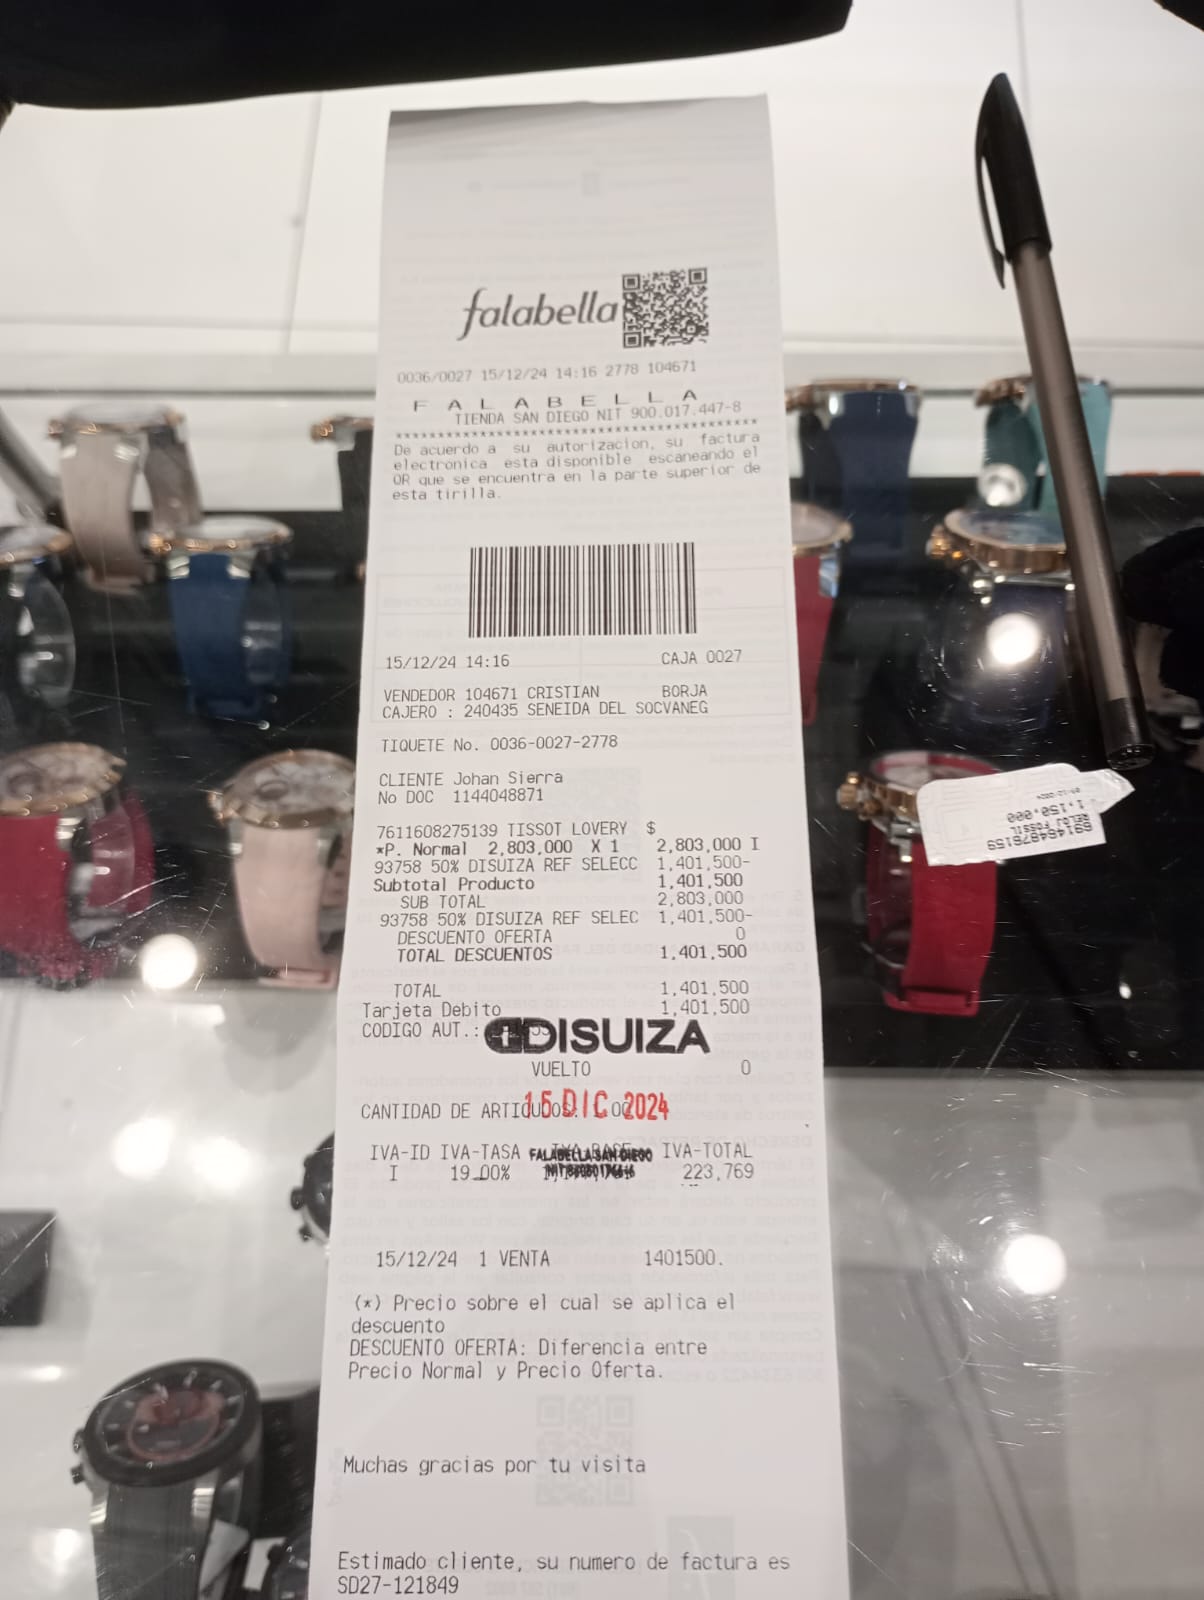 falabella
0036/0027 15/12/24 14:16 2778 104671
F A L A B E L L A
TIENDA SAN DIEGO NIT 900.017.447-8
****************************************
De acuerdo a su autorizacion, su factura
electronica esta disponible escaneando el
QR que se encuentra en la parte superior de
esta tirilla.
15/12/24 14:16 CAJA 0027
VENDEDOR 104671 CRISTIAN BORJA
CAJERO : 240435 SENEIDA DEL SOCVANEG
TIQUETE No. 0036-0027-2778
CLIENTE Johan Sierra
No DOC 1144048871
7611608275139 TISSOT LOVERY $
*P. Normal 2,803,000 X 1 2,803,000 I
93758 50% DISUIZA REF SELECC 1,401,500-
Subtotal Producto 1,401,500
SUB TOTAL 2,803,000
93758 50% DISUIZA REF SELEC 1,401,500-
DESCUENTO OFERTA 0
TOTAL DESCUENTOS 1,401,500
TOTAL 1,401,500
Tarjeta Debito 1,401,500
CODIGO AUT.:
DISUIZA
VUELTO 0
CANTIDAD DE ARTICULOS:
15 DIC 2024
IVA-ID IVA-TASA IVA-BASE IVA-TOTAL
FALABELLA SAN DIEGO
I 19.00% 223,769
15/12/24 1 VENTA 1401500.
(*) Precio sobre el cual se aplica el
descuento
DESCUENTO OFERTA: Diferencia entre
Precio Normal y Precio Oferta.
Muchas gracias por tu visita
Estimado cliente, su numero de factura es
SD27-121849
691464876159
RELOJ FOSSIL
1,150,000